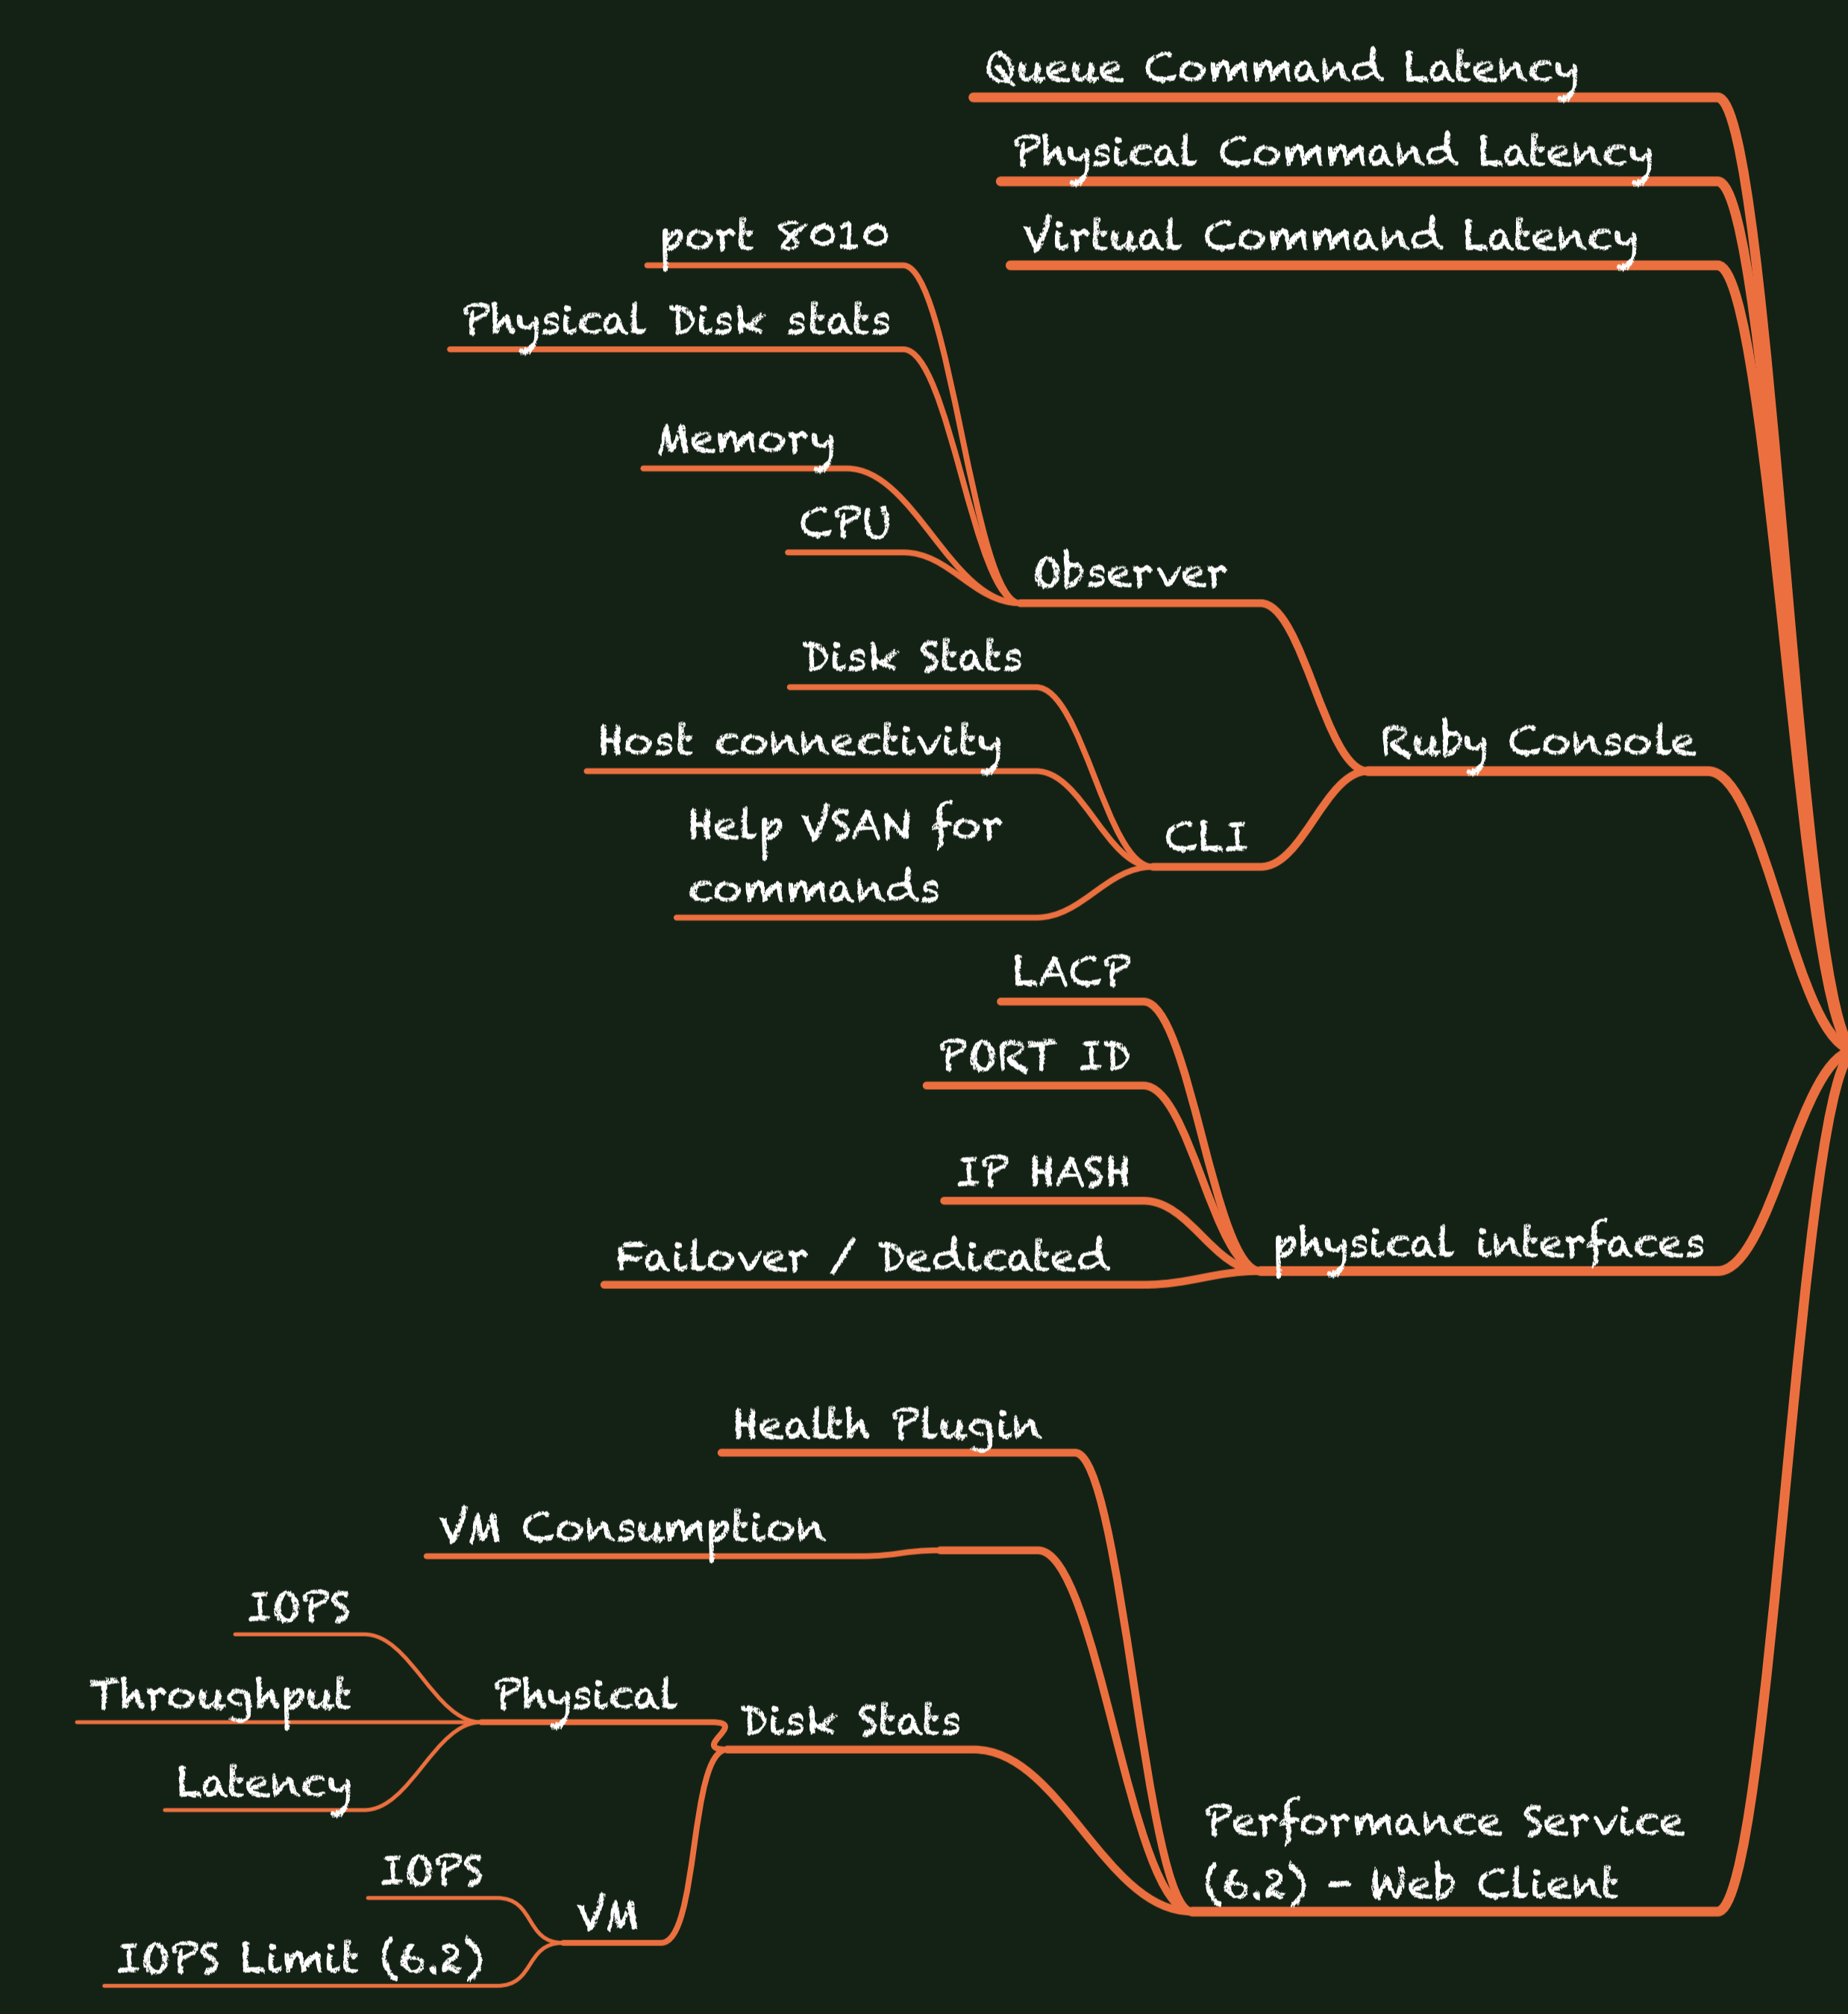 Queue Command Latency
Physical Command Latency
Virtual Command Latency
port 8010
Physical Disk stats
Memory
CPU
Observer
Disk Stats
Host connectivity
Help VSAN for
commands
CLI
Ruby Console
LACP
PORT ID
IP HASH
Failover / Dedicated
physical interfaces
Health Plugin
VM Consumption
IOPS
Throughput
Latency
Physical
Disk Stats
IOPS
IOPS Limit (6.2)
VM
Performance Service
(6.2) - Web Client